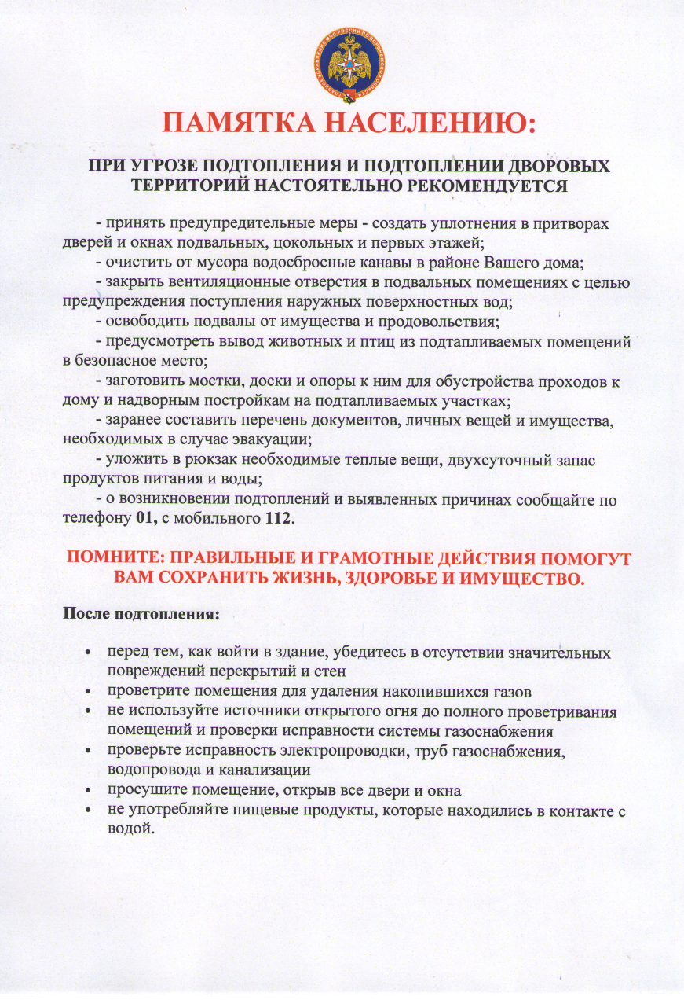 ГЛАВНОЕ УПРАВЛЕНИЕ МЧС РОССИИ ПО ВОРОНЕЖСКОЙ ОБЛАСТИ
ПАМЯТКА НАСЕЛЕНИЮ:
ПРИ УГРОЗЕ ПОДТОПЛЕНИЯ И ПОДТОПЛЕНИИ ДВОРОВЫХ
ТЕРРИТОРИЙ НАСТОЯТЕЛЬНО РЕКОМЕНДУЕТСЯ
- принять предупредительные меры - создать уплотнения в притворах
дверей и окнах подвальных, цокольных и первых этажей;
- очистить от мусора водосбросные канавы в районе Вашего дома;
- закрыть вентиляционные отверстия в подвальных помещениях с целью
предупреждения поступления наружных поверхностных вод;
- освободить подвалы от имущества и продовольствия;
- предусмотреть вывод животных и птиц из подтапливаемых помещений
в безопасное место;
- заготовить мостки, доски и опоры к ним для обустройства проходов к
дому и надворным постройкам на подтапливаемых участках;
- заранее составить перечень документов, личных вещей и имущества,
необходимых в случае эвакуации;
- уложить в рюкзак необходимые теплые вещи, двухсуточный запас
продуктов питания и воды;
- о возникновении подтоплений и выявленных причинах сообщайте по
телефону 01, с мобильного 112.
ПОМНИТЕ: ПРАВИЛЬНЫЕ И ГРАМОТНЫЕ ДЕЙСТВИЯ ПОМОГУТ
ВАМ СОХРАНИТЬ ЖИЗНЬ, ЗДОРОВЬЕ И ИМУЩЕСТВО.
После подтопления:
• перед тем, как войти в здание, убедитесь в отсутствии значительных
повреждений перекрытий и стен
• проветрите помещения для удаления накопившихся газов
• не используйте источники открытого огня до полного проветривания
помещений и проверки исправности системы газоснабжения
• проверьте исправность электропроводки, труб газоснабжения,
водопровода и канализации
• просушите помещение, открыв все двери и окна
• не употребляйте пищевые продукты, которые находились в контакте с
водой.